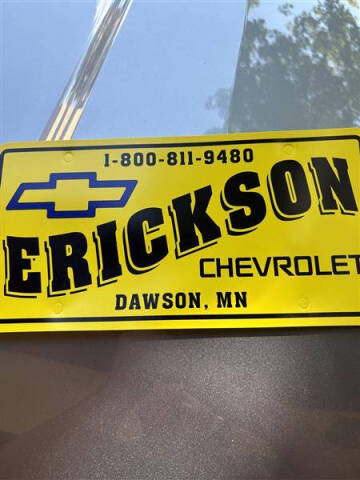 1-800-811-9480
ERICKSON
CHEVROLET
DAWSON, MN